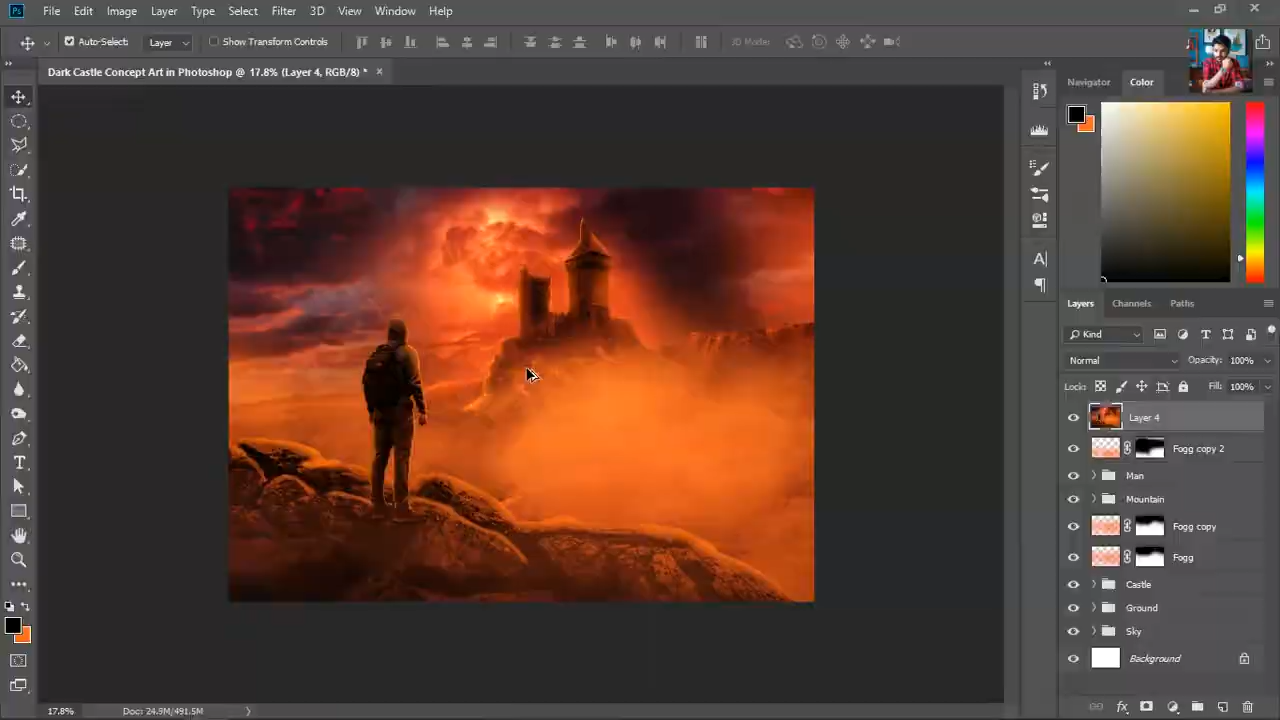 Ps File Edit Image Layer Type Select Filter 3D View Window Help
Auto-Select: Layer Show Transform Controls 3D Mode:
Dark Castle Concept Art in Photoshop @ 17.8% (Layer 4, RGB/8) * ×
Navigator Color
Layers Channels Paths
Kind
Normal Opacity: 100%
Lock: Fill: 100%
Layer 4
Fogg copy 2
Man
Mountain
Fogg copy
Fogg
Castle
Ground
Sky
Background
17.8% Doc: 24.9M/491.5M